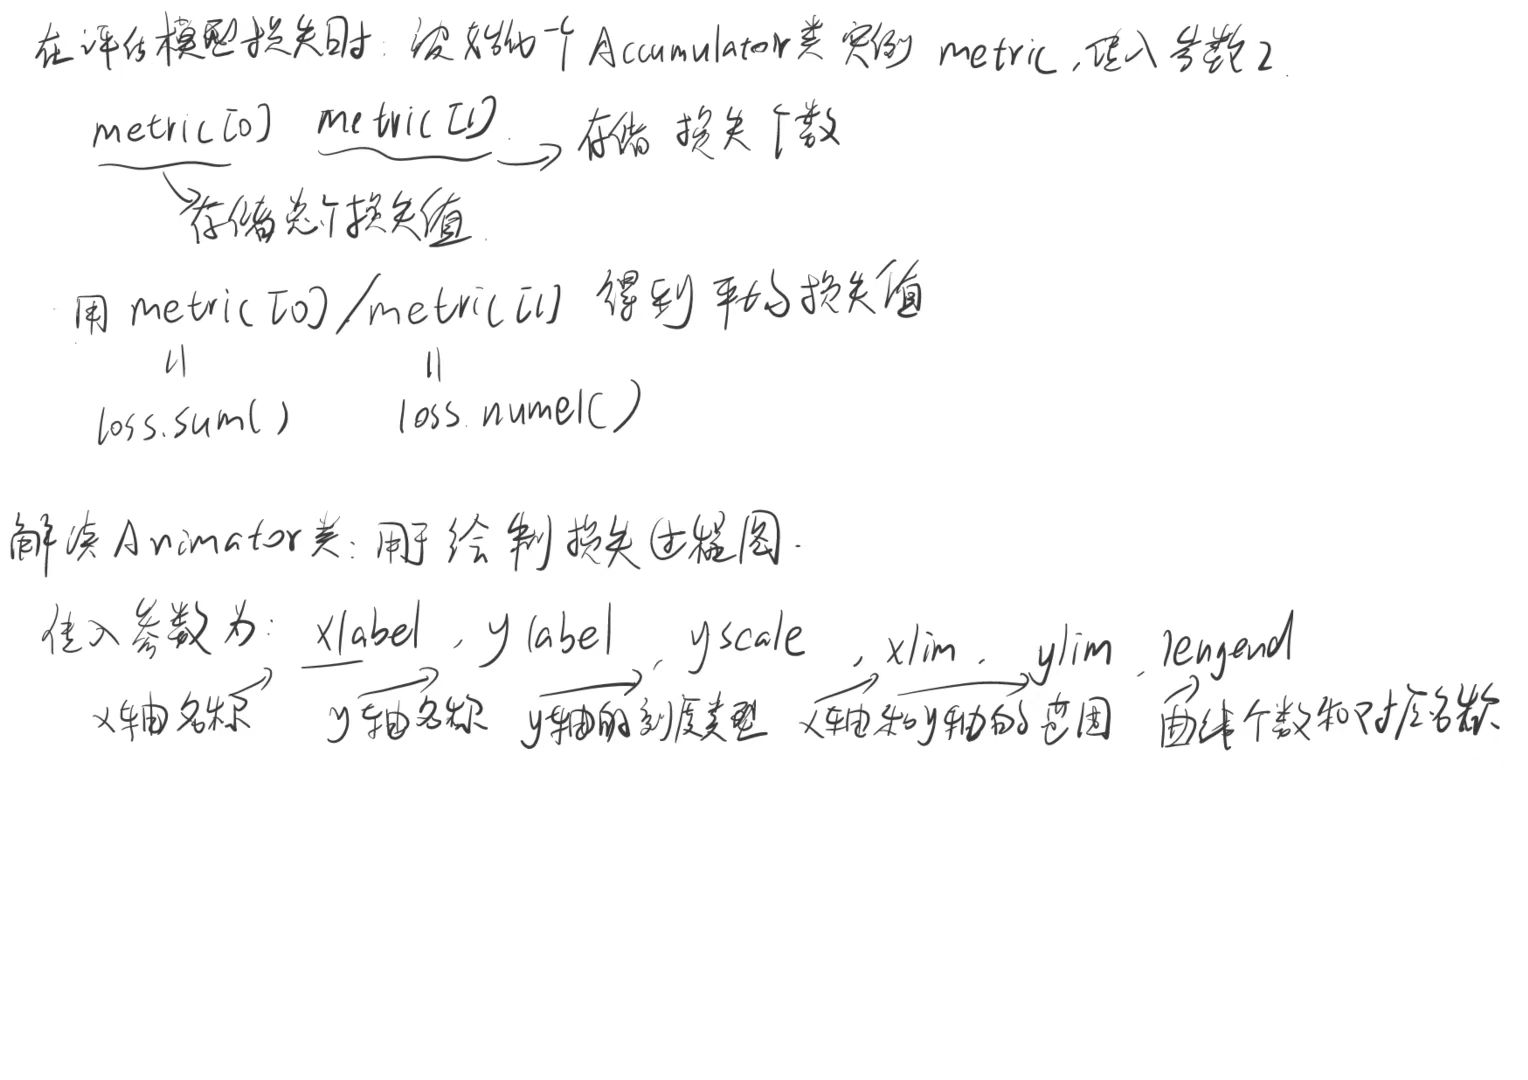 在评估模型损失时: 初始化一个Accumulator类实例 metric,传入参数2.
metric[0] metric[1] → 存储 损失个数
存储总个损失值
用 metric[0]/metric[1] 得到平均损失值
|| ||
loss.sum() loss.numel()
解读Animator类: 用于绘制损失过程图.
传入参数为: xlabel, ylabel, yscale, xlim, ylim, lengend
x轴名称 y轴名称 y轴的刻度类型 x轴和y轴的范围 曲线个数和对应名称